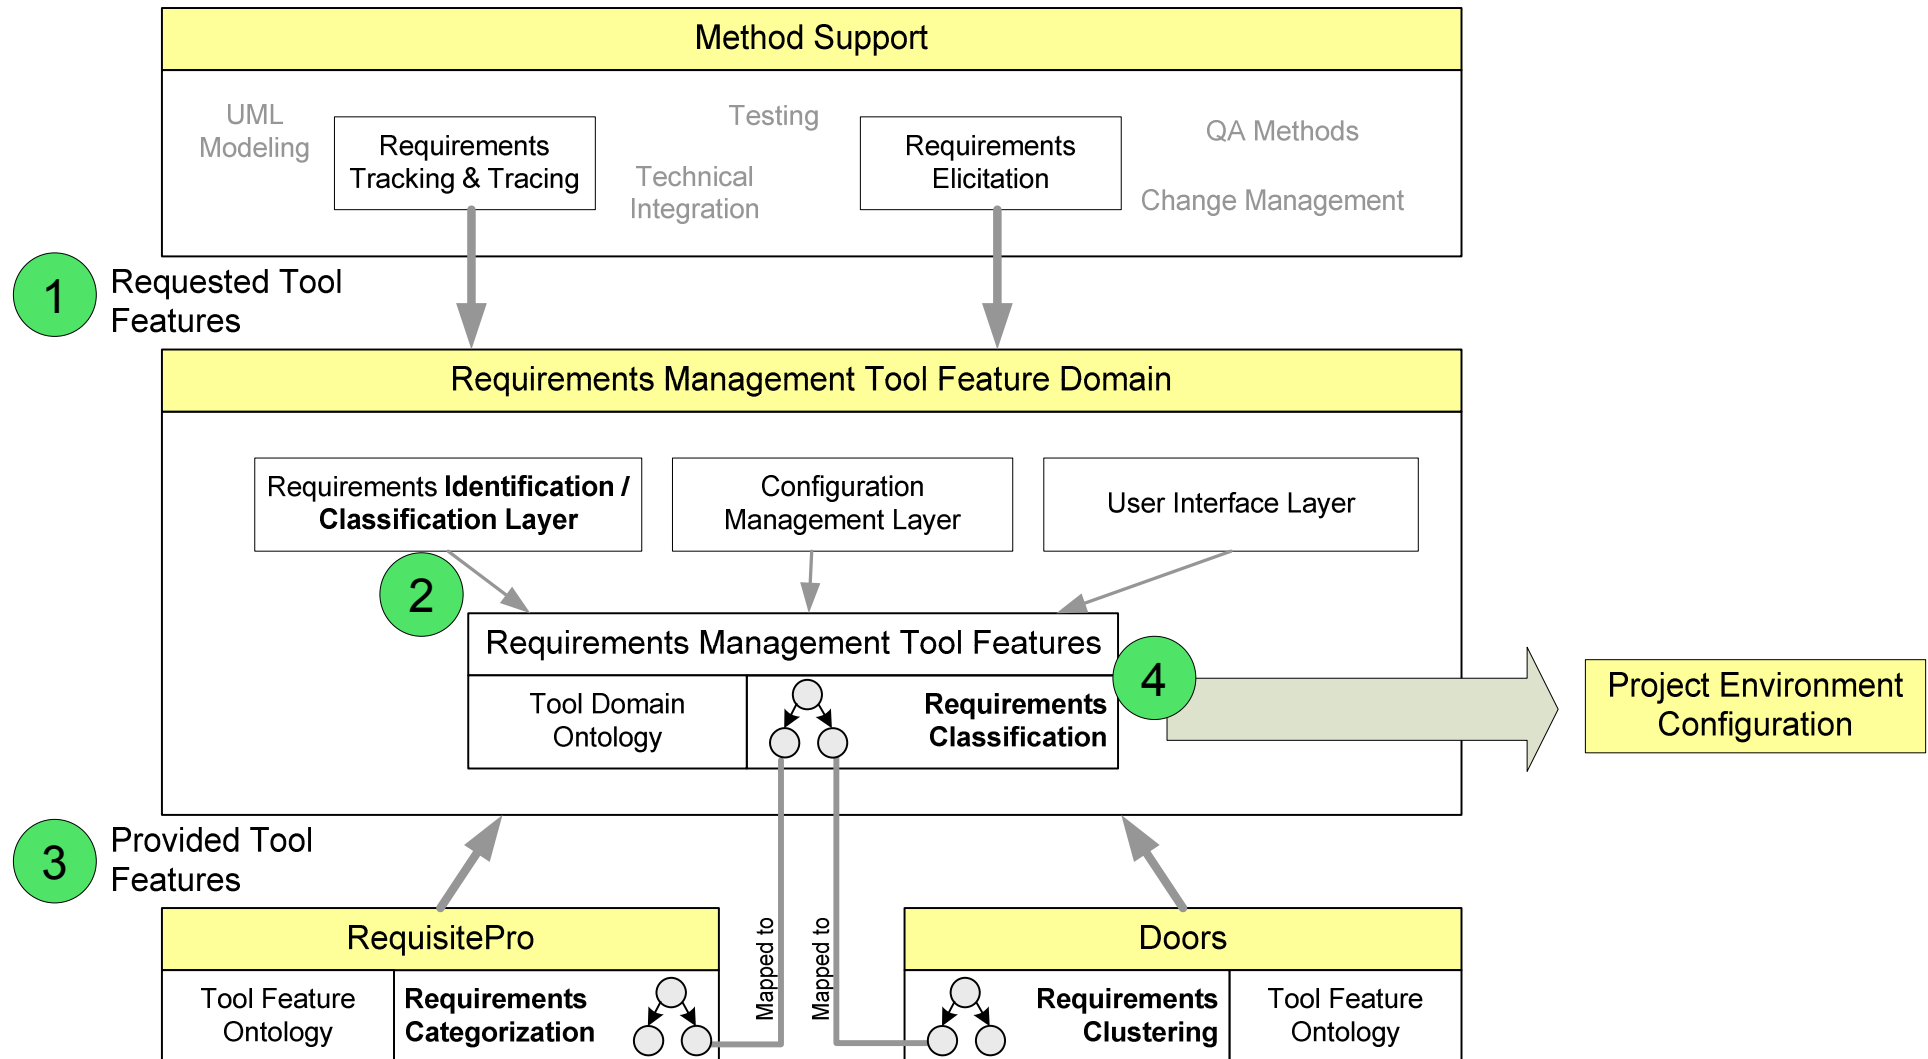 Method Support
UML
Modeling
Requirements
Tracking & Tracing
Testing
Technical
Integration
Requirements
Elicitation
QA Methods
Change Management
1
Requested Tool
Features
Requirements Management Tool Feature Domain
Requirements Identification /
Classification Layer
Configuration
Management Layer
User Interface Layer
2
Requirements Management Tool Features
Tool Domain
Ontology
Requirements
Classification
4
Project Environment
Configuration
3
Provided Tool
Features
RequisitePro
Tool Feature
Ontology
Requirements
Categorization
Mapped to
Mapped to
Doors
Requirements
Clustering
Tool Feature
Ontology